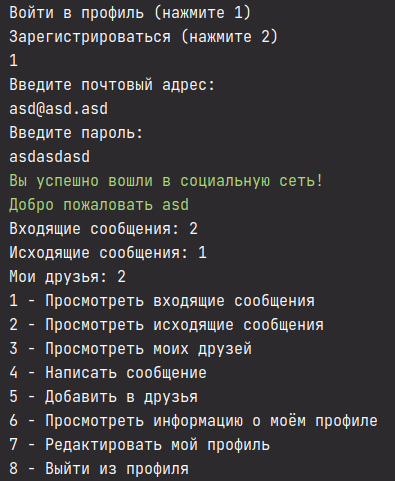 Войти в профиль (нажмите 1)
Зарегистрироваться (нажмите 2)
1
Введите почтовый адрес:
asd@asd.asd
Введите пароль:
asdasdasd
Вы успешно вошли в социальную сеть!
Добро пожаловать asd
Входящие сообщения: 2
Исходящие сообщения: 1
Мои друзья: 2
1 - Просмотреть входящие сообщения
2 - Просмотреть исходящие сообщения
3 - Просмотреть моих друзей
4 - Написать сообщение
5 - Добавить в друзья
6 - Просмотреть информацию о моём профиле
7 - Редактировать мой профиль
8 - Выйти из профиля